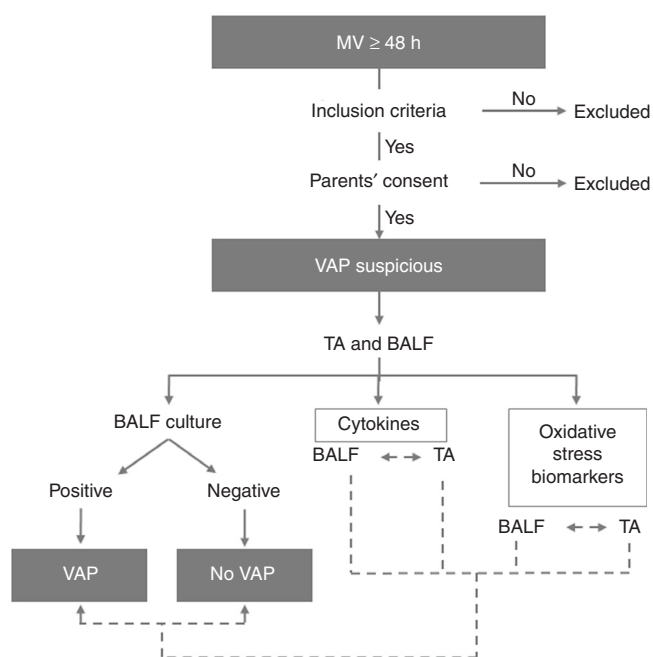 MV ≥ 48 h
Inclusion criteria
No
Excluded
Yes
Parents′ consent
No
Excluded
Yes
VAP suspicious
TA and BALF
BALF culture
Cytokines
Oxidative
stress
biomarkers
BALF
TA
Positive
Negative
BALF
TA
VAP
No VAP